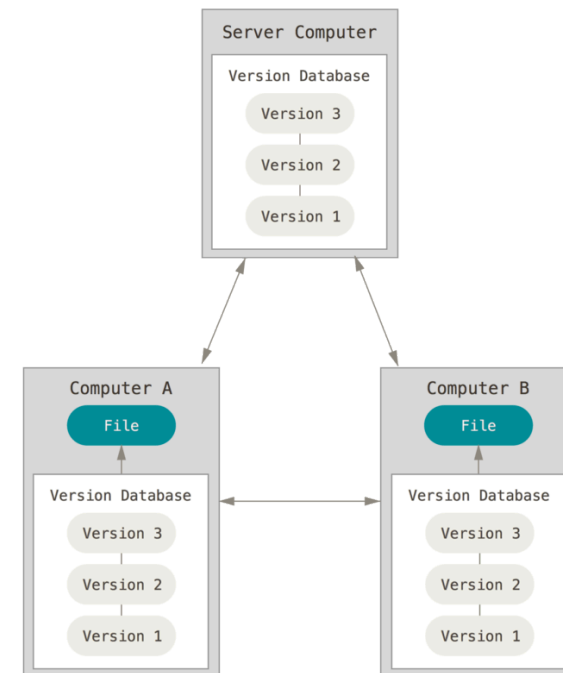 Server Computer
Version Database
Version 3
Version 2
Version 1
Computer A
File
Version Database
Version 3
Version 2
Version 1
Computer B
File
Version Database
Version 3
Version 2
Version 1